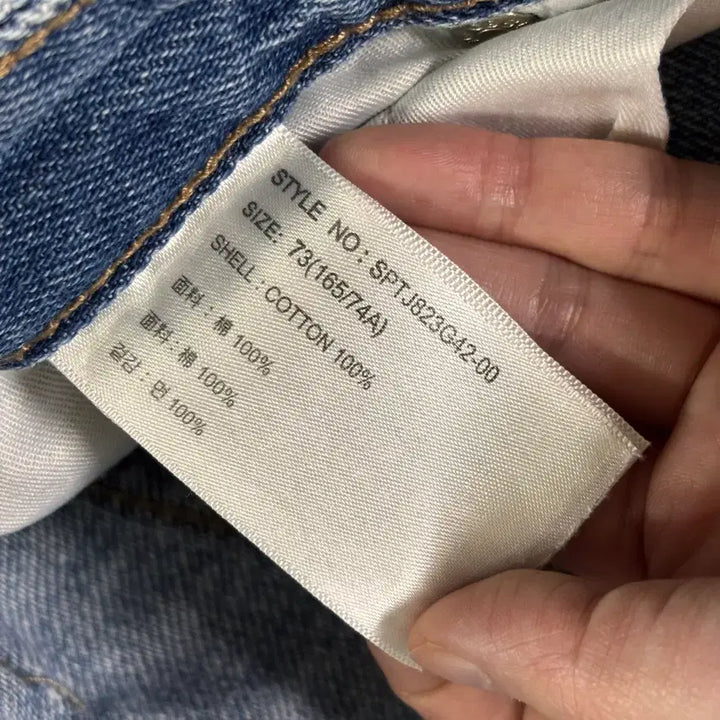 STYLE NO : SPTJ823G42-00
SIZE: 73(165/74A)
SHELL : COTTON 100%
面料 : 棉 100%
面料 : 棉 100%
겉감 : 면 100%